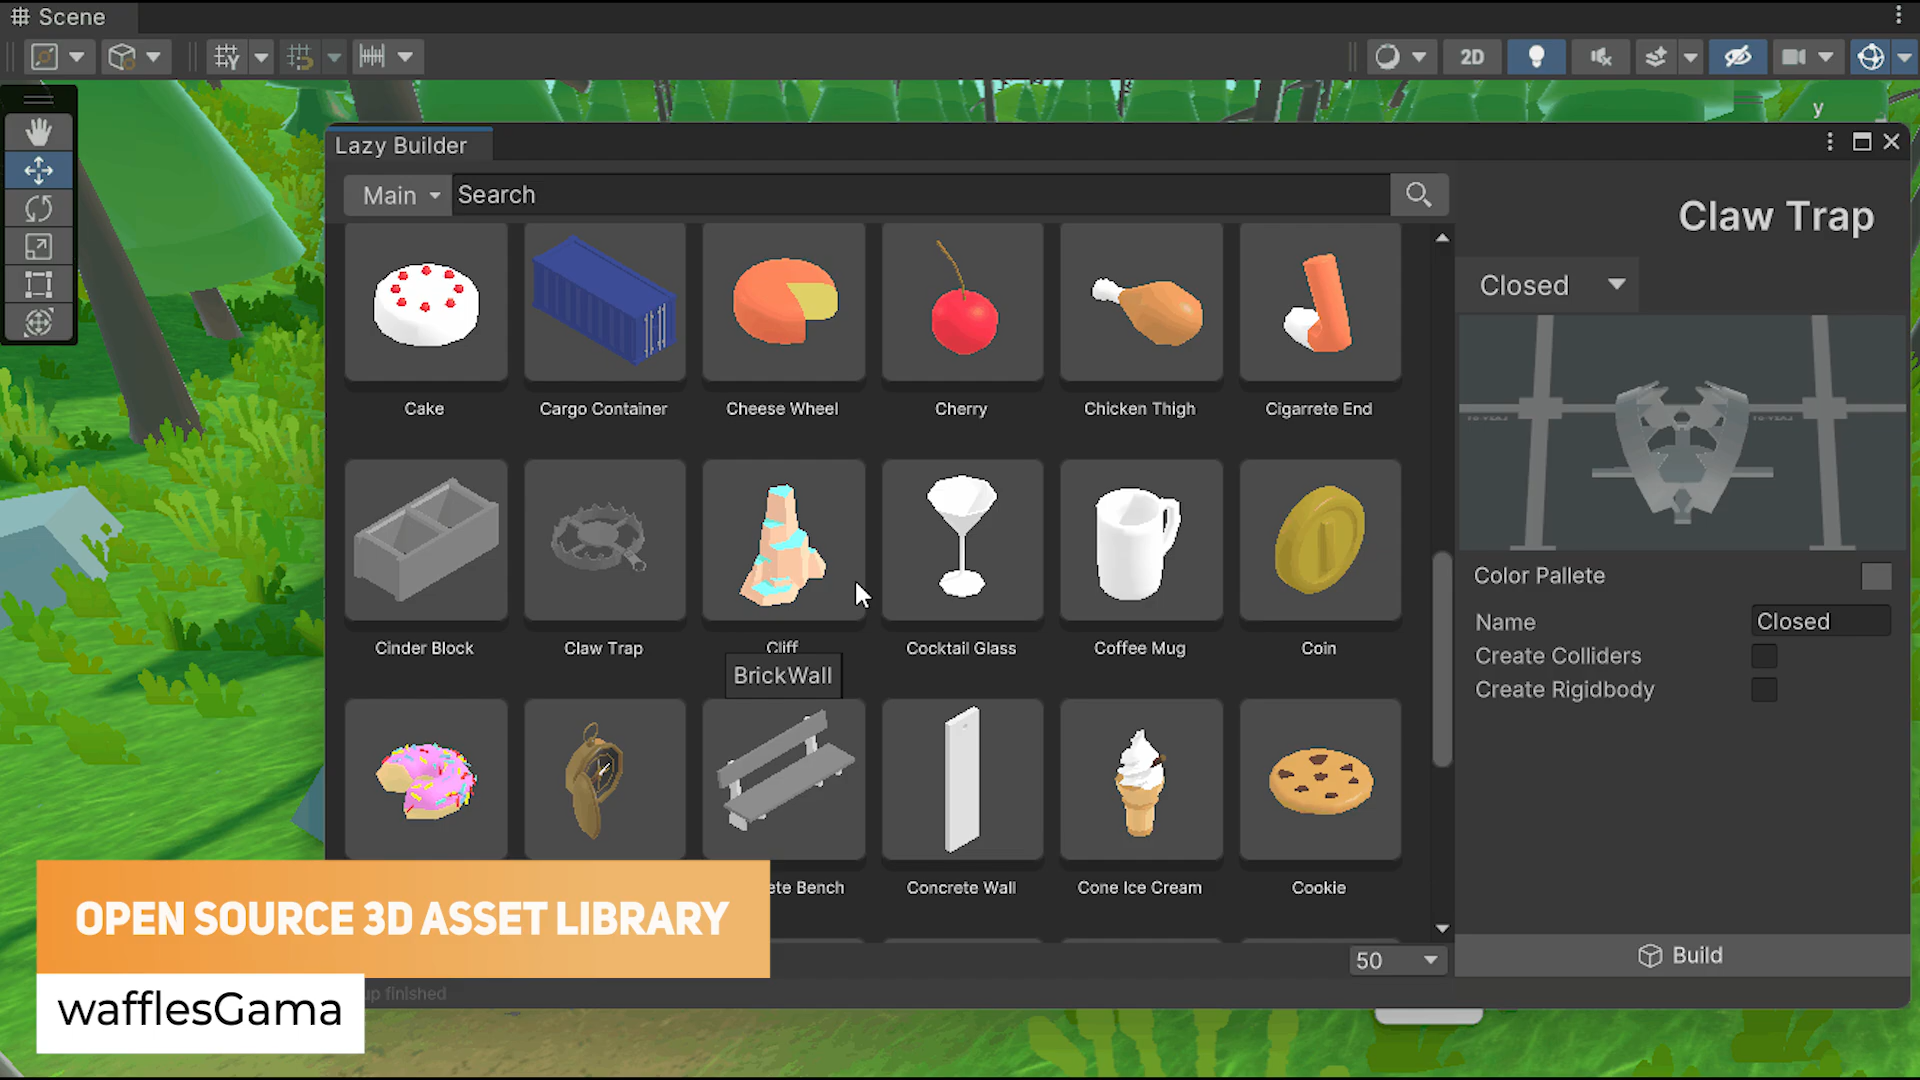 Scene
2D
y
Lazy Builder
Main
Search
Claw Trap
Closed
Cake
Cargo Container
Cheese Wheel
Cherry
Chicken Thigh
Cigarrete End
Color Pallete
Name
Closed
Create Colliders
Create Rigidbody
Cinder Block
Claw Trap
Cliff
Cocktail Glass
Coffee Mug
Coin
BrickWall
ete Bench
Concrete Wall
Cone Ice Cream
Cookie
OPEN SOURCE 3D ASSET LIBRARY
50
Build
up finished
wafflesGama